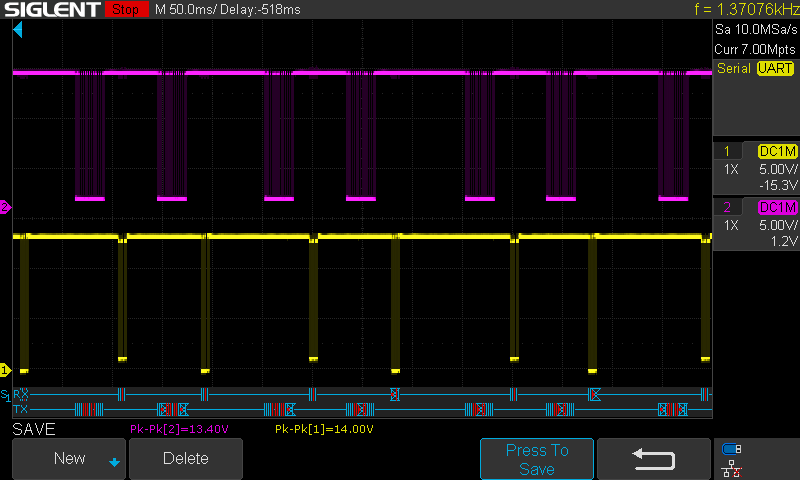 SIGLENT Stop M 50.0ms/ Delay:-518ms f = 1.37076kHz
Sa 10.0MSa/s
Curr 7.00Mpts
Serial UART
1 DC1M
1X 5.00V/
-15.3V
2 DC1M
1X 5.00V/
1.2V
2
1
S1 RX
TX
SAVE Pk-Pk[2]=13.40V Pk-Pk[1]=14.00V
New Delete Press To
Save